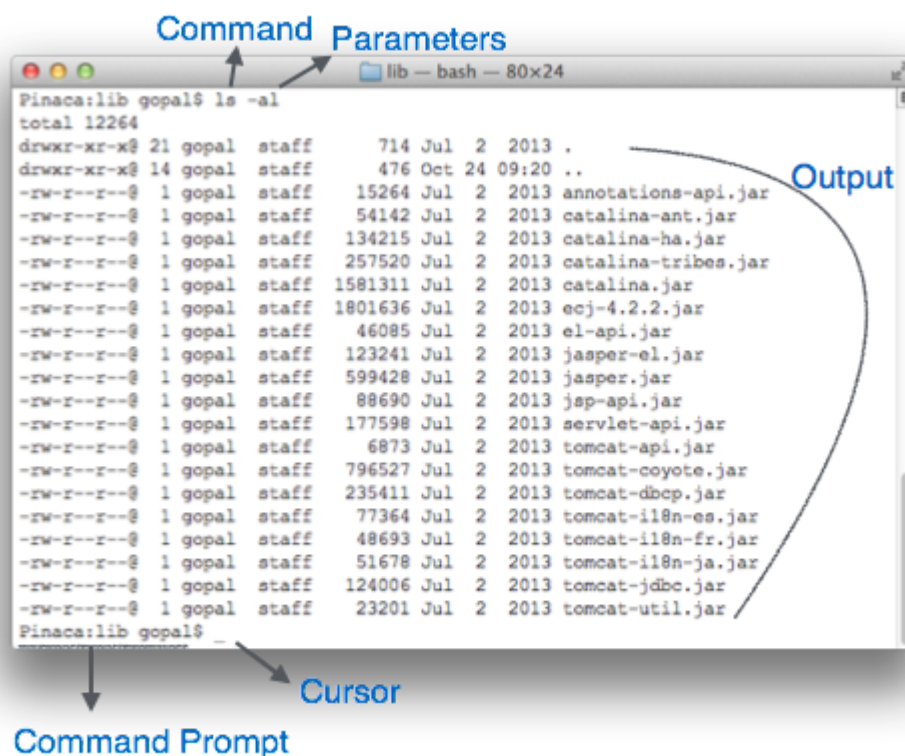 Command Parameters
lib — bash — 80×24
Pinaca:lib gopal$ ls -al
total 12264
drwxr-xr-x@ 21 gopal staff 714 Jul 2 2013 .
drwxr-xr-x@ 14 gopal staff 476 Oct 24 09:20 ..
Output
-rw-r--r--@ 1 gopal staff 15264 Jul 2 2013 annotations-api.jar
-rw-r--r--@ 1 gopal staff 54142 Jul 2 2013 catalina-ant.jar
-rw-r--r--@ 1 gopal staff 134215 Jul 2 2013 catalina-ha.jar
-rw-r--r--@ 1 gopal staff 257520 Jul 2 2013 catalina-tribes.jar
-rw-r--r--@ 1 gopal staff 1581311 Jul 2 2013 catalina.jar
-rw-r--r--@ 1 gopal staff 1801636 Jul 2 2013 ecj-4.2.2.jar
-rw-r--r--@ 1 gopal staff 46085 Jul 2 2013 el-api.jar
-rw-r--r--@ 1 gopal staff 123241 Jul 2 2013 jasper-el.jar
-rw-r--r--@ 1 gopal staff 599428 Jul 2 2013 jasper.jar
-rw-r--r--@ 1 gopal staff 88690 Jul 2 2013 jsp-api.jar
-rw-r--r--@ 1 gopal staff 177598 Jul 2 2013 servlet-api.jar
-rw-r--r--@ 1 gopal staff 6873 Jul 2 2013 tomcat-api.jar
-rw-r--r--@ 1 gopal staff 796527 Jul 2 2013 tomcat-coyote.jar
-rw-r--r--@ 1 gopal staff 235411 Jul 2 2013 tomcat-dbcp.jar
-rw-r--r--@ 1 gopal staff 77364 Jul 2 2013 tomcat-i18n-es.jar
-rw-r--r--@ 1 gopal staff 48693 Jul 2 2013 tomcat-i18n-fr.jar
-rw-r--r--@ 1 gopal staff 51678 Jul 2 2013 tomcat-i18n-ja.jar
-rw-r--r--@ 1 gopal staff 124006 Jul 2 2013 tomcat-jdbc.jar
-rw-r--r--@ 1 gopal staff 23201 Jul 2 2013 tomcat-util.jar
Pinaca:lib gopal$ _
Cursor
Command Prompt